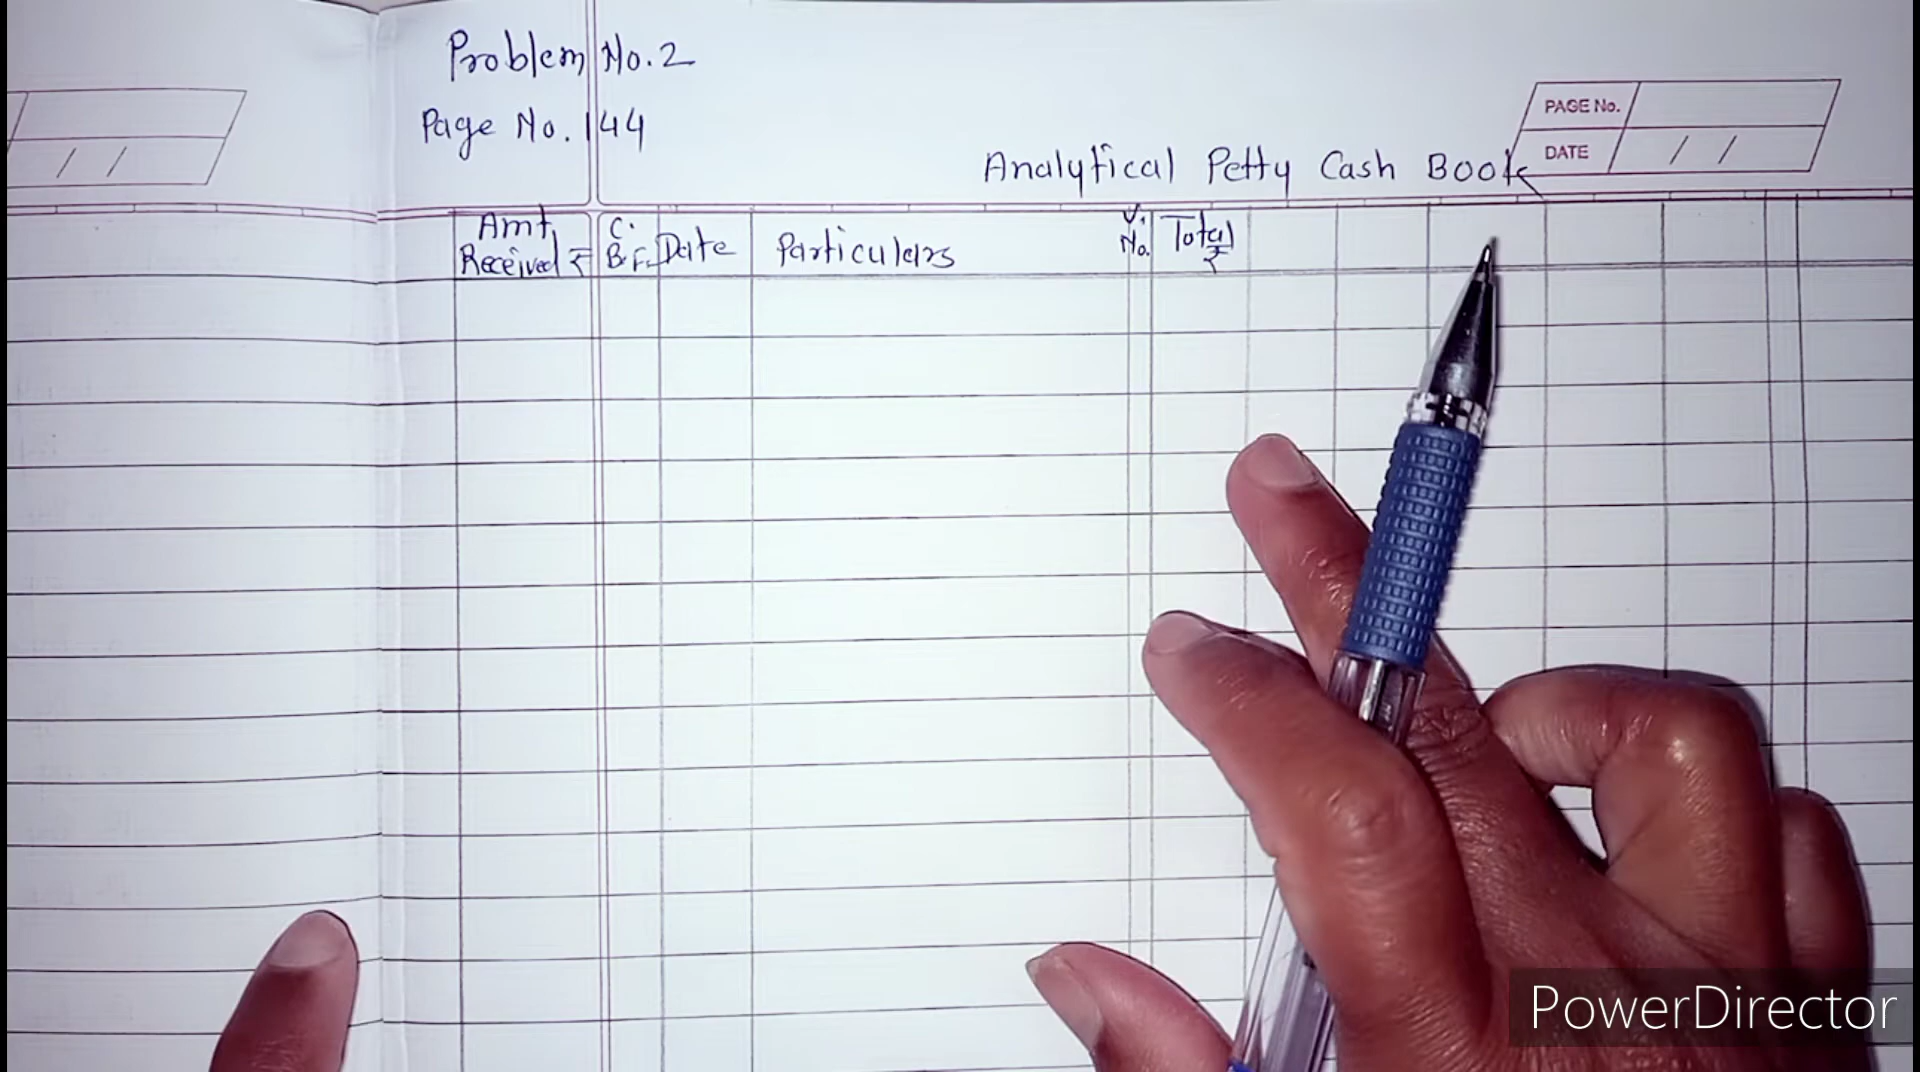 Problem No. 2
Page No. 144
PAGE No.
DATE / /
/ /
Analytical Petty Cash Book
Amt Received ₹ C. B. F. Date Particulars V. No. Total ₹
PowerDirector